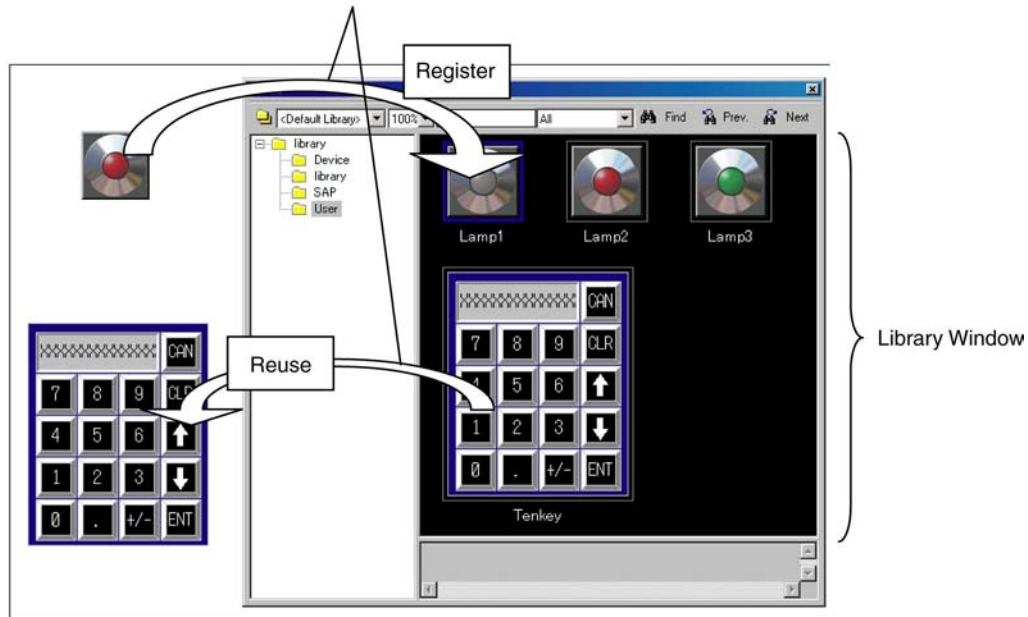 Register
<Default Library> 100% All Find Prev. Next
library
Device
library
SAP
User
Lamp1 Lamp2 Lamp3
XXXXXXXXXXXX CAN
7 8 9 CLR
4 5 6
1 2 3
0 . +/- ENT
Tenkey
Reuse
XXXXXXXXXXXX CAN
7 8 9 CLR
4 5 6
1 2 3
0 . +/- ENT
Library Window